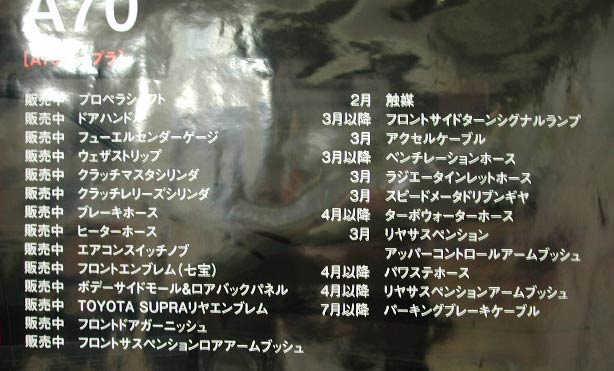 A70
[A70 プラ]
販売中 プロペラシャフト
販売中 ドアハンドル
販売中 フューエルセンダーゲージ
販売中 ウェザストリップ
販売中 クラッチマスタシリンダ
販売中 クラッチレリーズシリンダ
販売中 ブレーキホース
販売中 ヒーターホース
販売中 エアコンスイッチノブ
販売中 フロントエンブレム(七宝)
販売中 ボデーサイドモール&ロアバックパネル
販売中 TOYOTA SUPRAリヤエンブレム
販売中 フロントドアガーニッシュ
販売中 フロントサスペンションロアアームブッシュ
2月 触媒
3月以降 フロントサイドターンシグナルランプ
3月 アクセルケーブル
3月以降 ベンチレーションホース
3月 ラジエータインレットホース
3月 スピードメータドリブンギヤ
4月以降 ターボウォーターホース
3月 リヤサスペンション
アッパーコントロールアームブッシュ
4月以降 パワステホース
4月以降 リヤサスペンションアームブッシュ
7月以降 パーキングブレーキケーブル